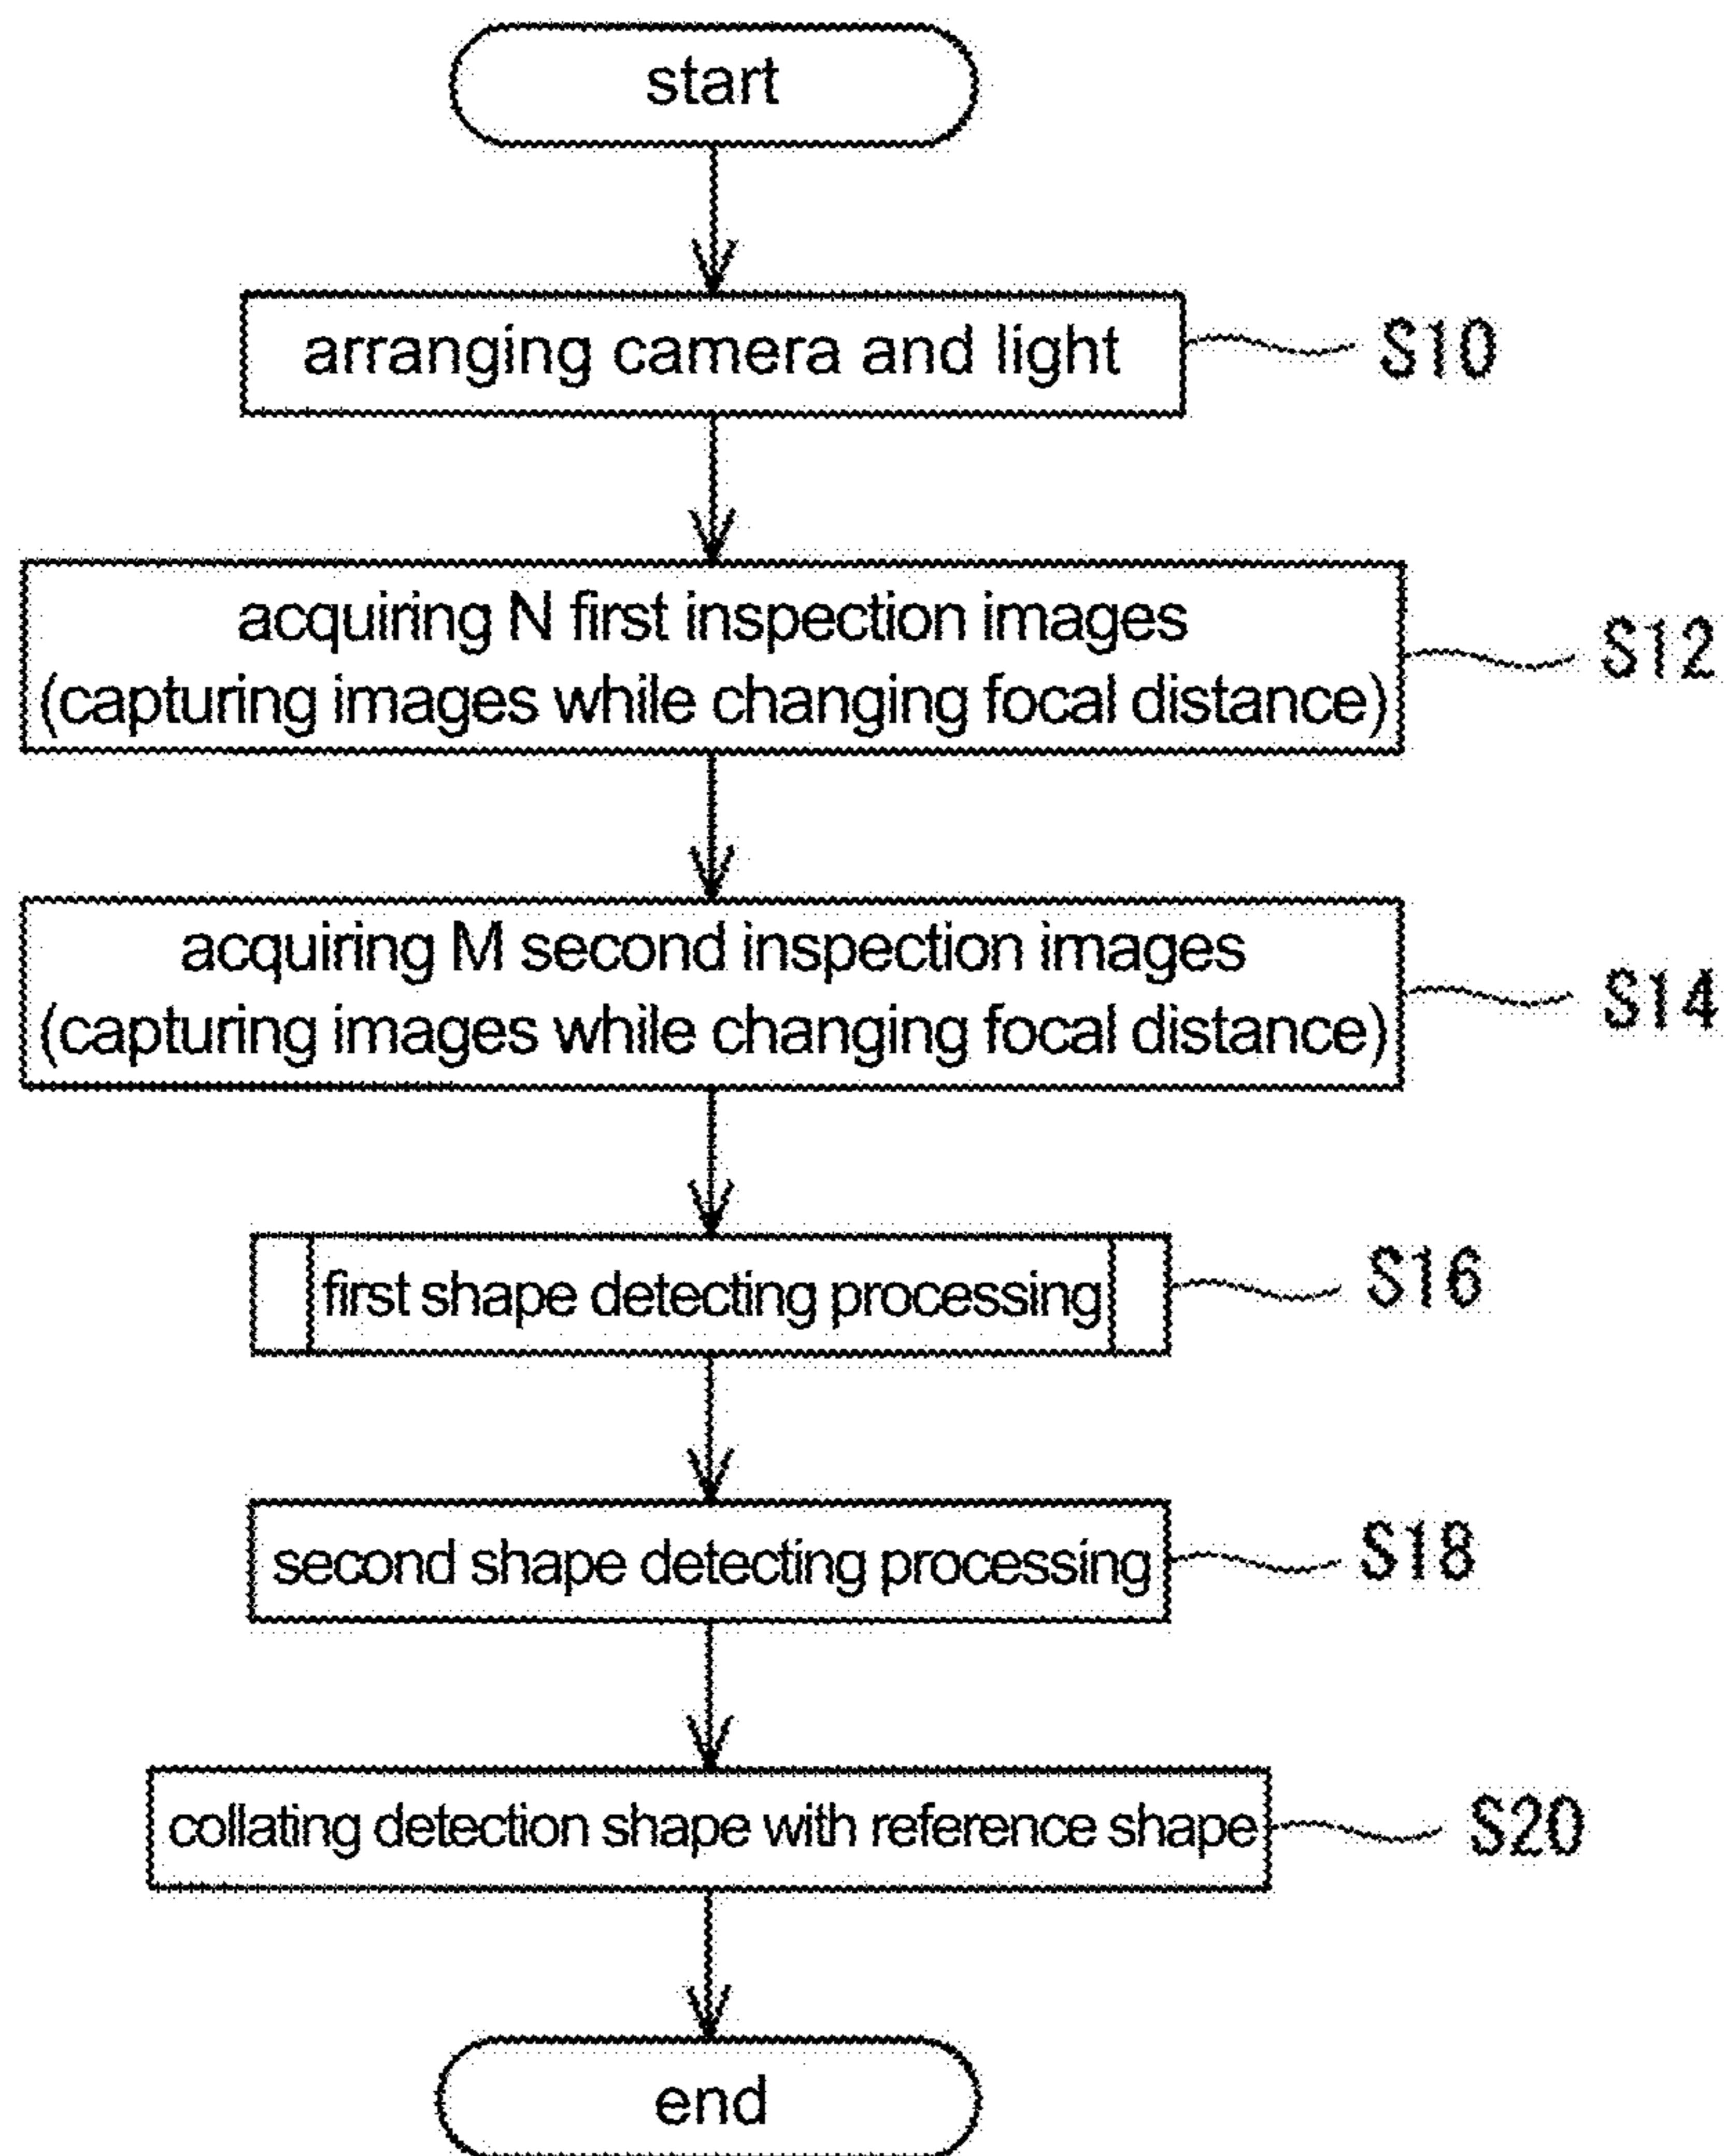 start
arranging camera and light
S10
acquiring N first inspection images
(capturing images while changing focal distance)
S12
acquiring M second inspection images
(capturing images while changing focal distance)
S14
first shape detecting processing
S16
second shape detecting processing
S18
collating detection shape with reference shape
S20
end